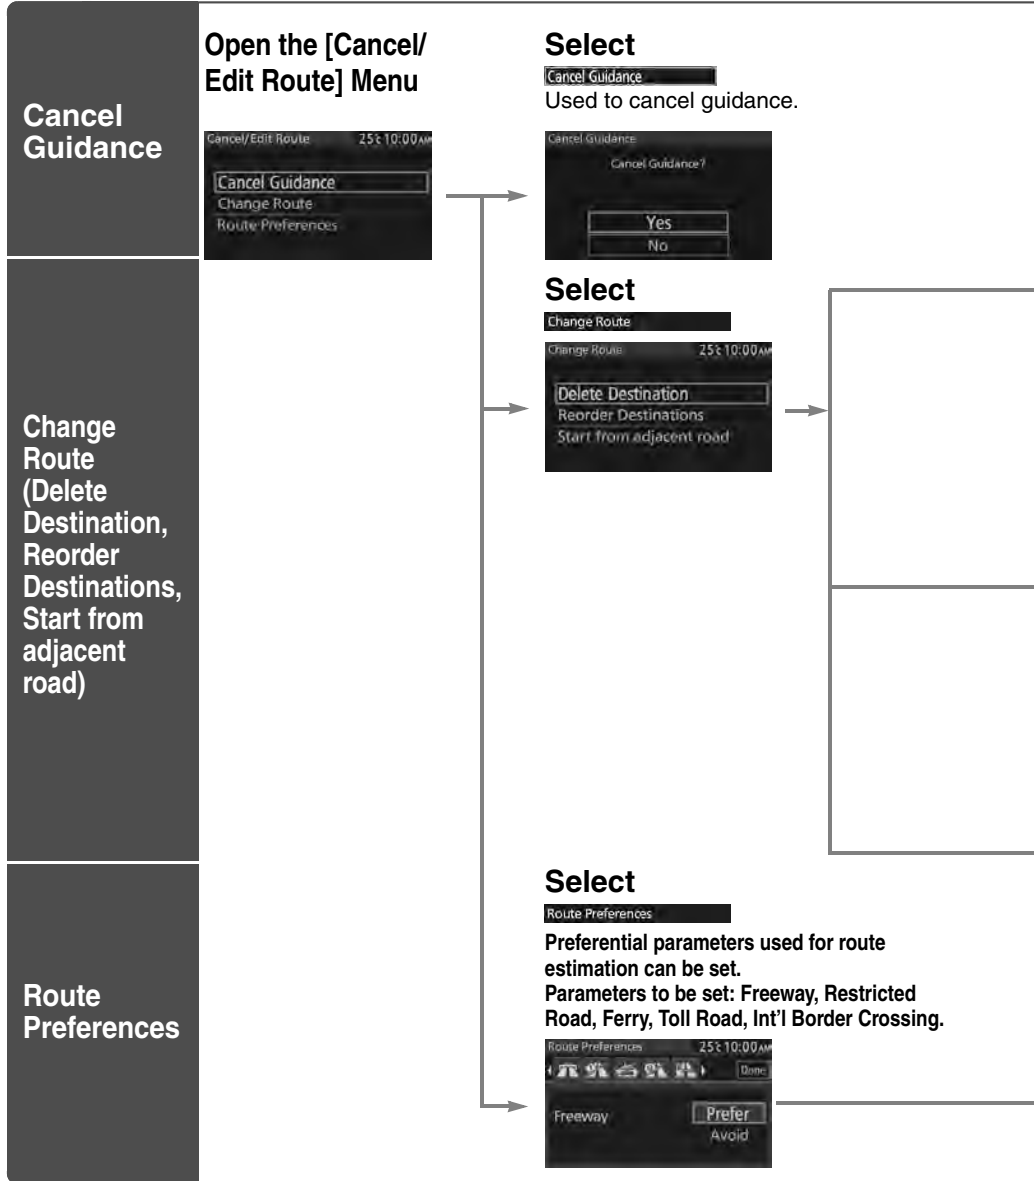 Cancel
Guidance
Open the [Cancel/
Edit Route] Menu
Cancel/Edit Route 25℃ 10:00AM
Cancel Guidance
Change Route
Route Preferences
Select
Cancel Guidance
Used to cancel guidance.
Cancel Guidance
Cancel Guidance?
Yes
No
Change
Route
(Delete
Destination,
Reorder
Destinations,
Start from
adjacent
road)
Select
Change Route
Change Route 25℃ 10:00AM
Delete Destination
Reorder Destinations
Start from adjacent road
Route
Preferences
Select
Route Preferences
Preferential parameters used for route
estimation can be set.
Parameters to be set: Freeway, Restricted
Road, Ferry, Toll Road, Int’l Border Crossing.
Route Preferences 25℃ 10:00AM
Done
Freeway Prefer
Avoid